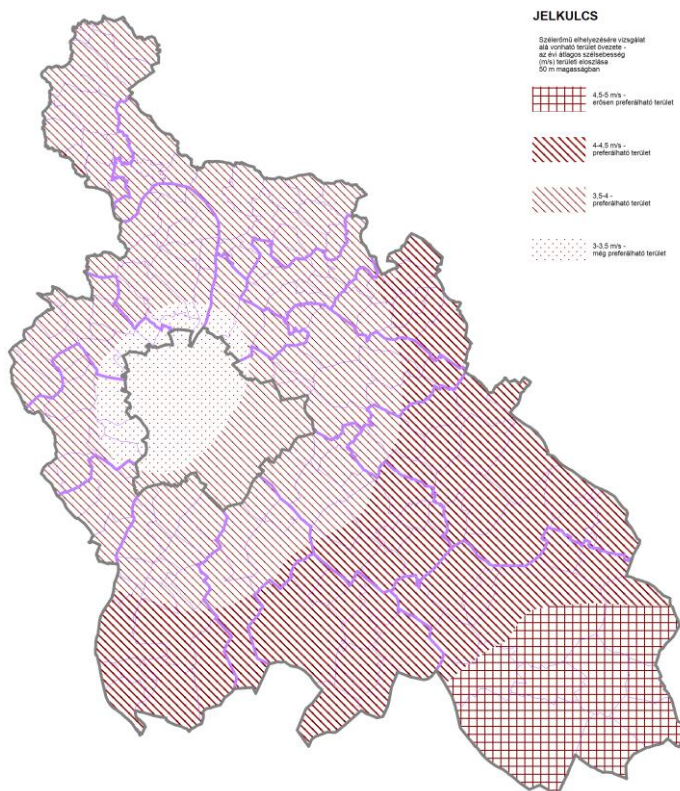 JELKULCS
Szélerőmű elhelyezésére vizsgálat
alá vonható terület övezete -
az évi átlagos szélsebesség
(m/s) területi eloszlása
50 m magasságban
4,5-5 m/s -
erősen preferálható terület
4-4,5 m/s -
preferálható terület
3,5-4 -
preferálható terület
3-3,5 m/s -
még preferálható terület